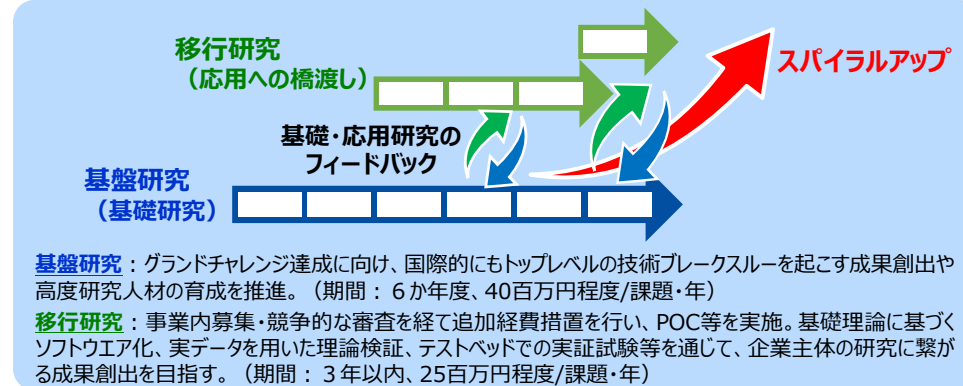 移行研究
(応用への橋渡し)
スパイラルアップ
基礎・応用研究の
フィードバック
基盤研究
(基礎研究)
基盤研究：グランドチャレンジ達成に向け、国際的にもトップレベルの技術ブレークスルーを起こす成果創出や
高度研究人材の育成を推進。（期間：６か年度、40百万円程度/課題・年）
移行研究：事業内募集・競争的な審査を経て追加経費措置を行い、POC等を実施。基礎理論に基づく
ソフトウエア化、実データを用いた理論検証、テストベッドでの実証試験等を通じて、企業主体の研究に繋が
る成果創出を目指す。（期間：３年以内、25百万円程度/課題・年）